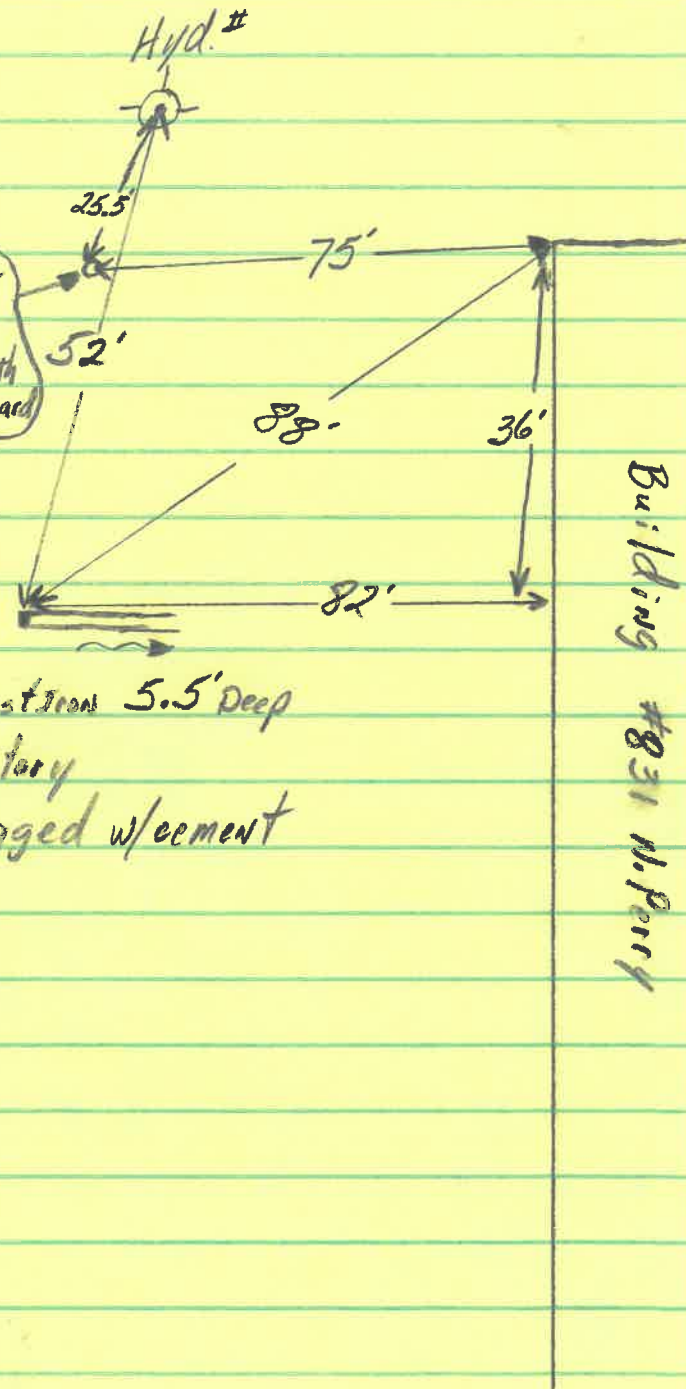 Hyd. #
25.5'
75'
52'
88'
36'
82'
5.5' Deep
w/cement
Building #831 N. Perry